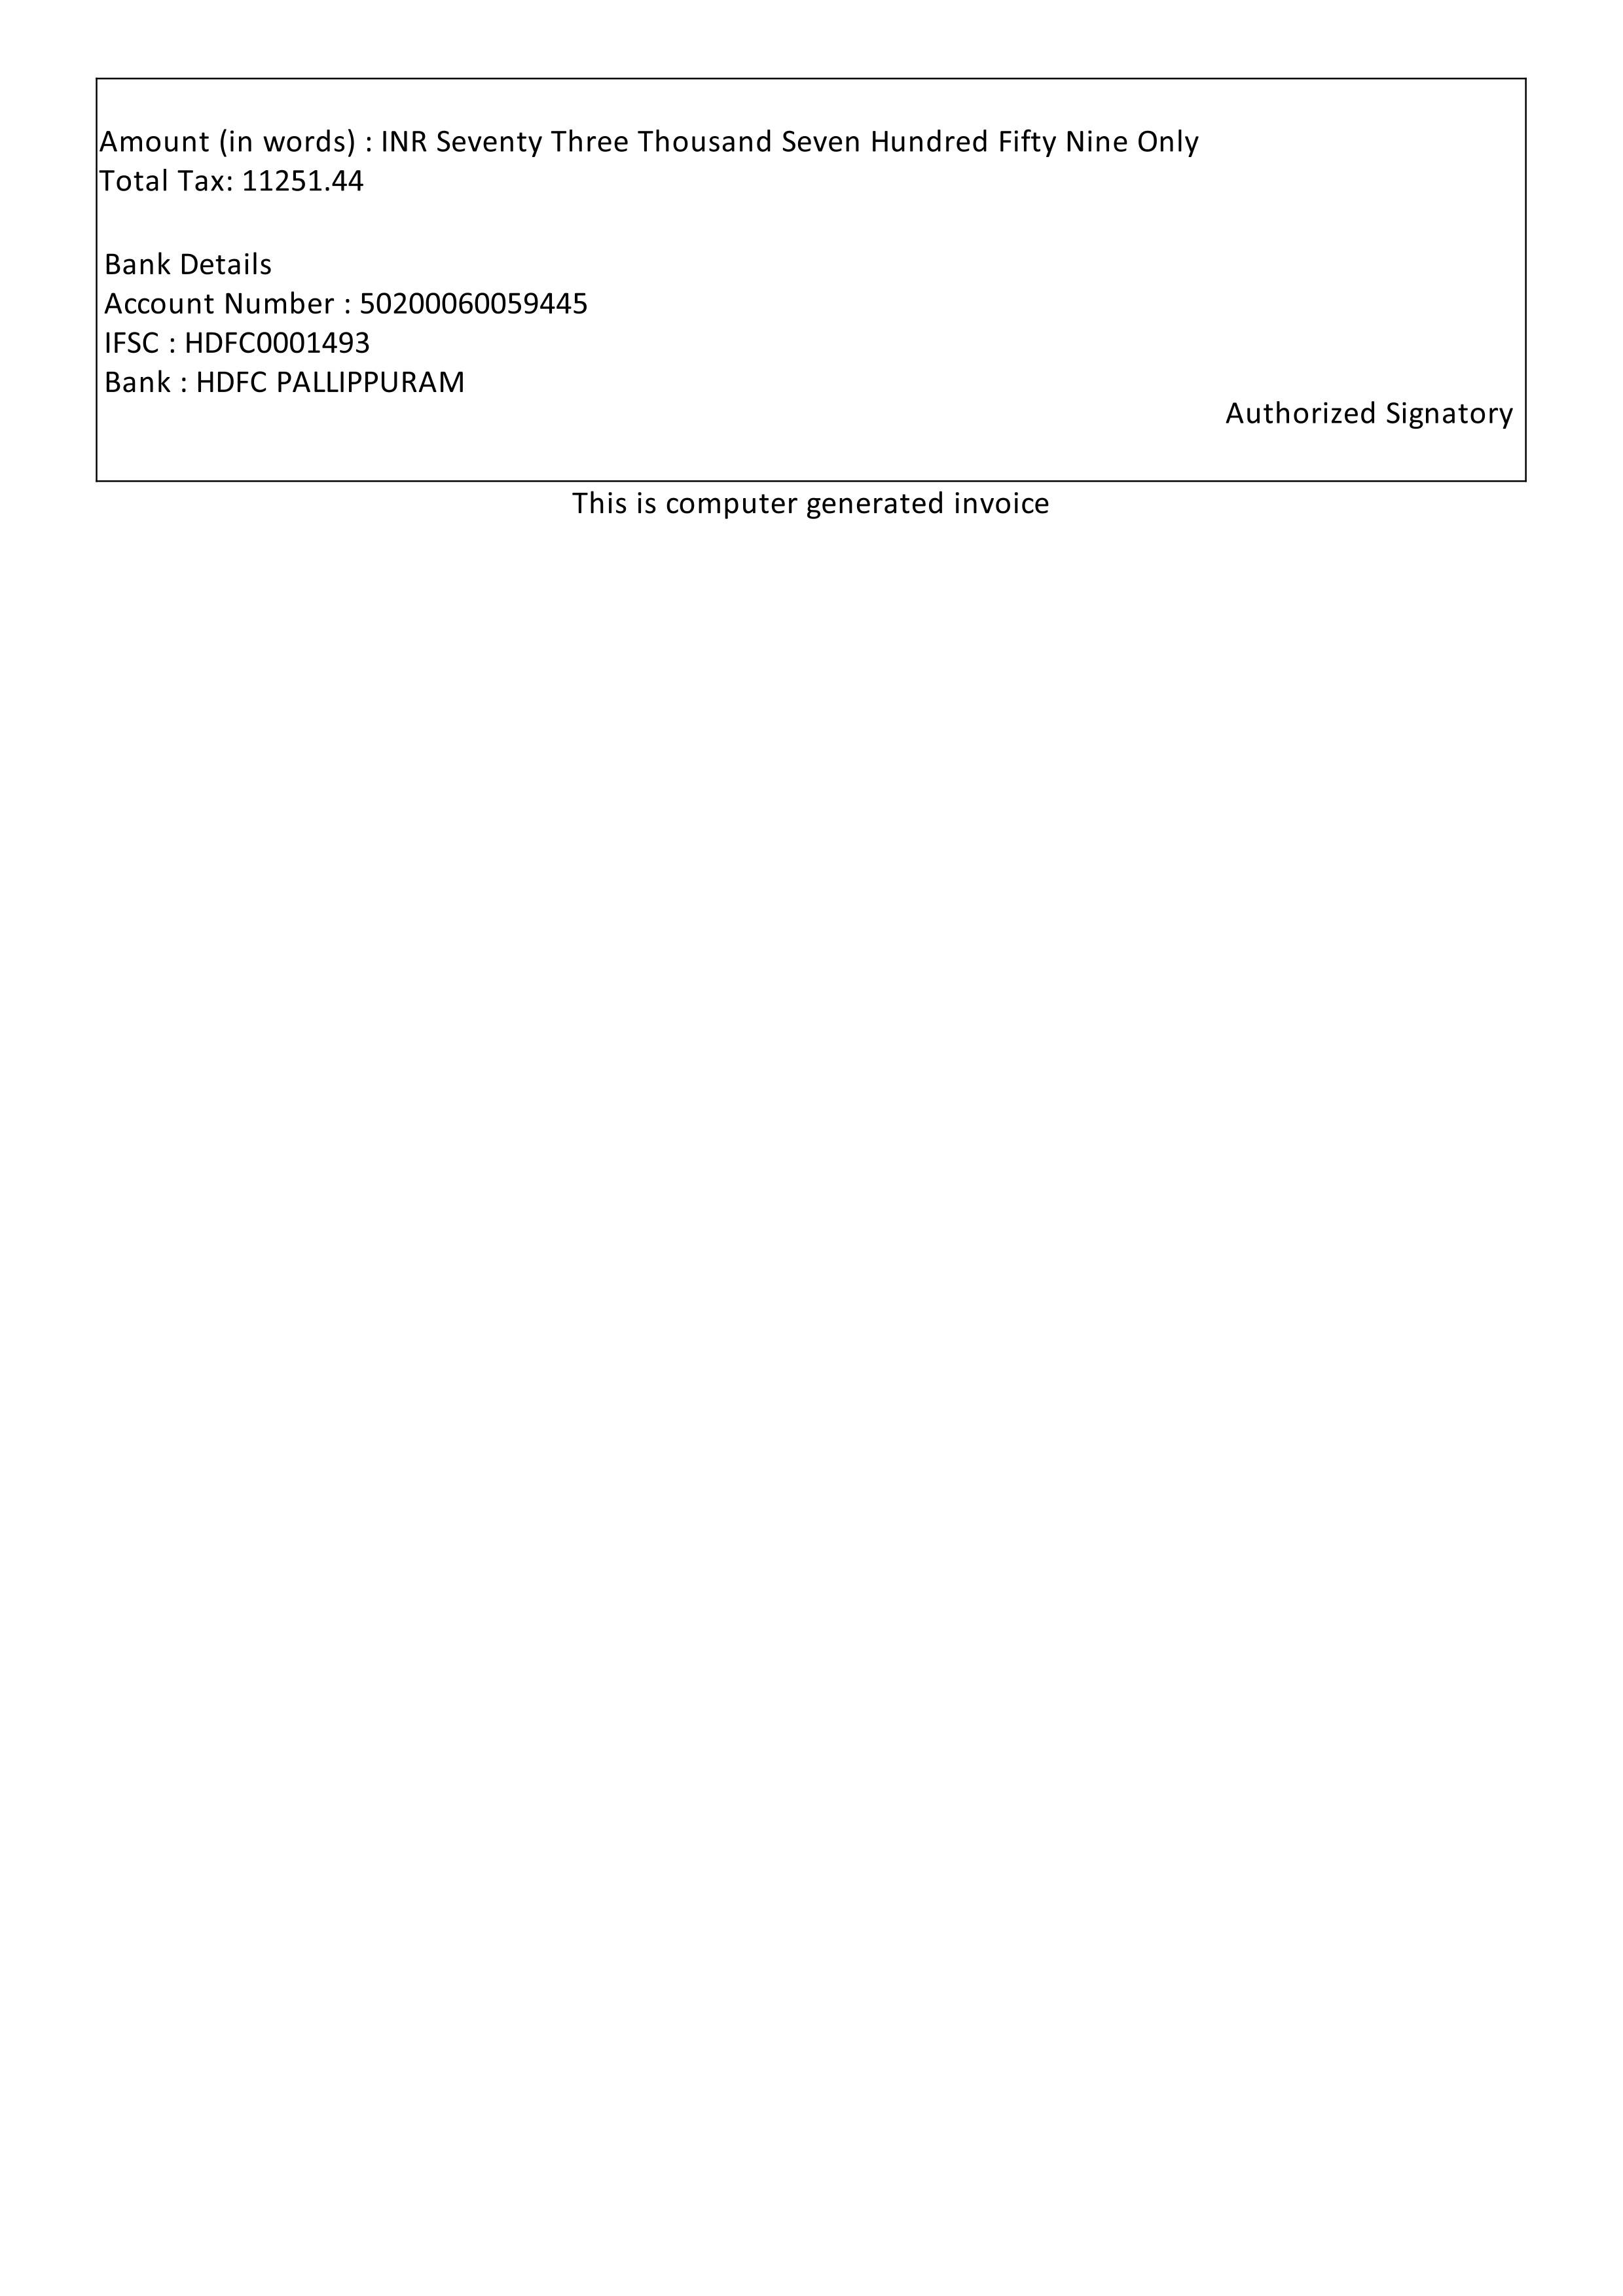 Amount (in words) : INR Seventy Three Thousand Seven Hundred Fifty Nine Only
Total Tax: 11251.44
Bank Details
Account Number : 50200060059445
IFSC : HDFC0001493
Bank : HDFC PALLIPPURAM
Authorized Signatory
This is computer generated invoice